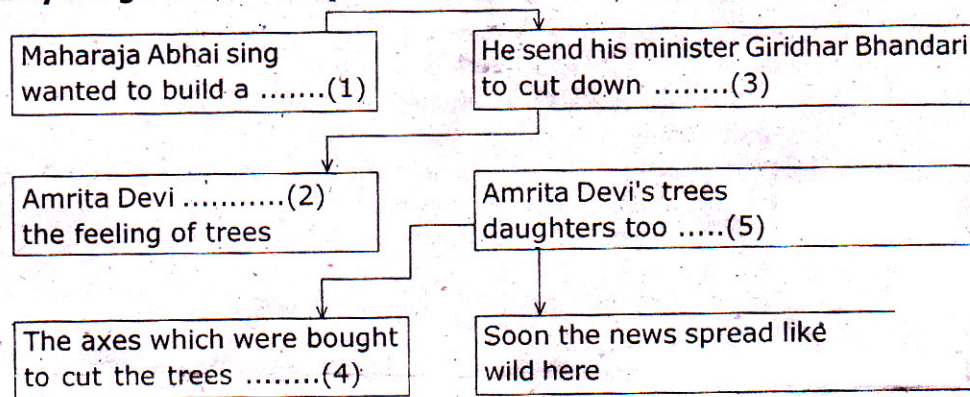 Maharaja Abhai sing
wanted to build a .......(1)
He send his minister Giridhar Bhandari
to cut down ........(3)
Amrita Devi ...........(2)
the feeling of trees
Amrita Devi's trees
daughters too .....(5)
The axes which were bought
to cut the trees ........(4)
Soon the news spread like
wild here